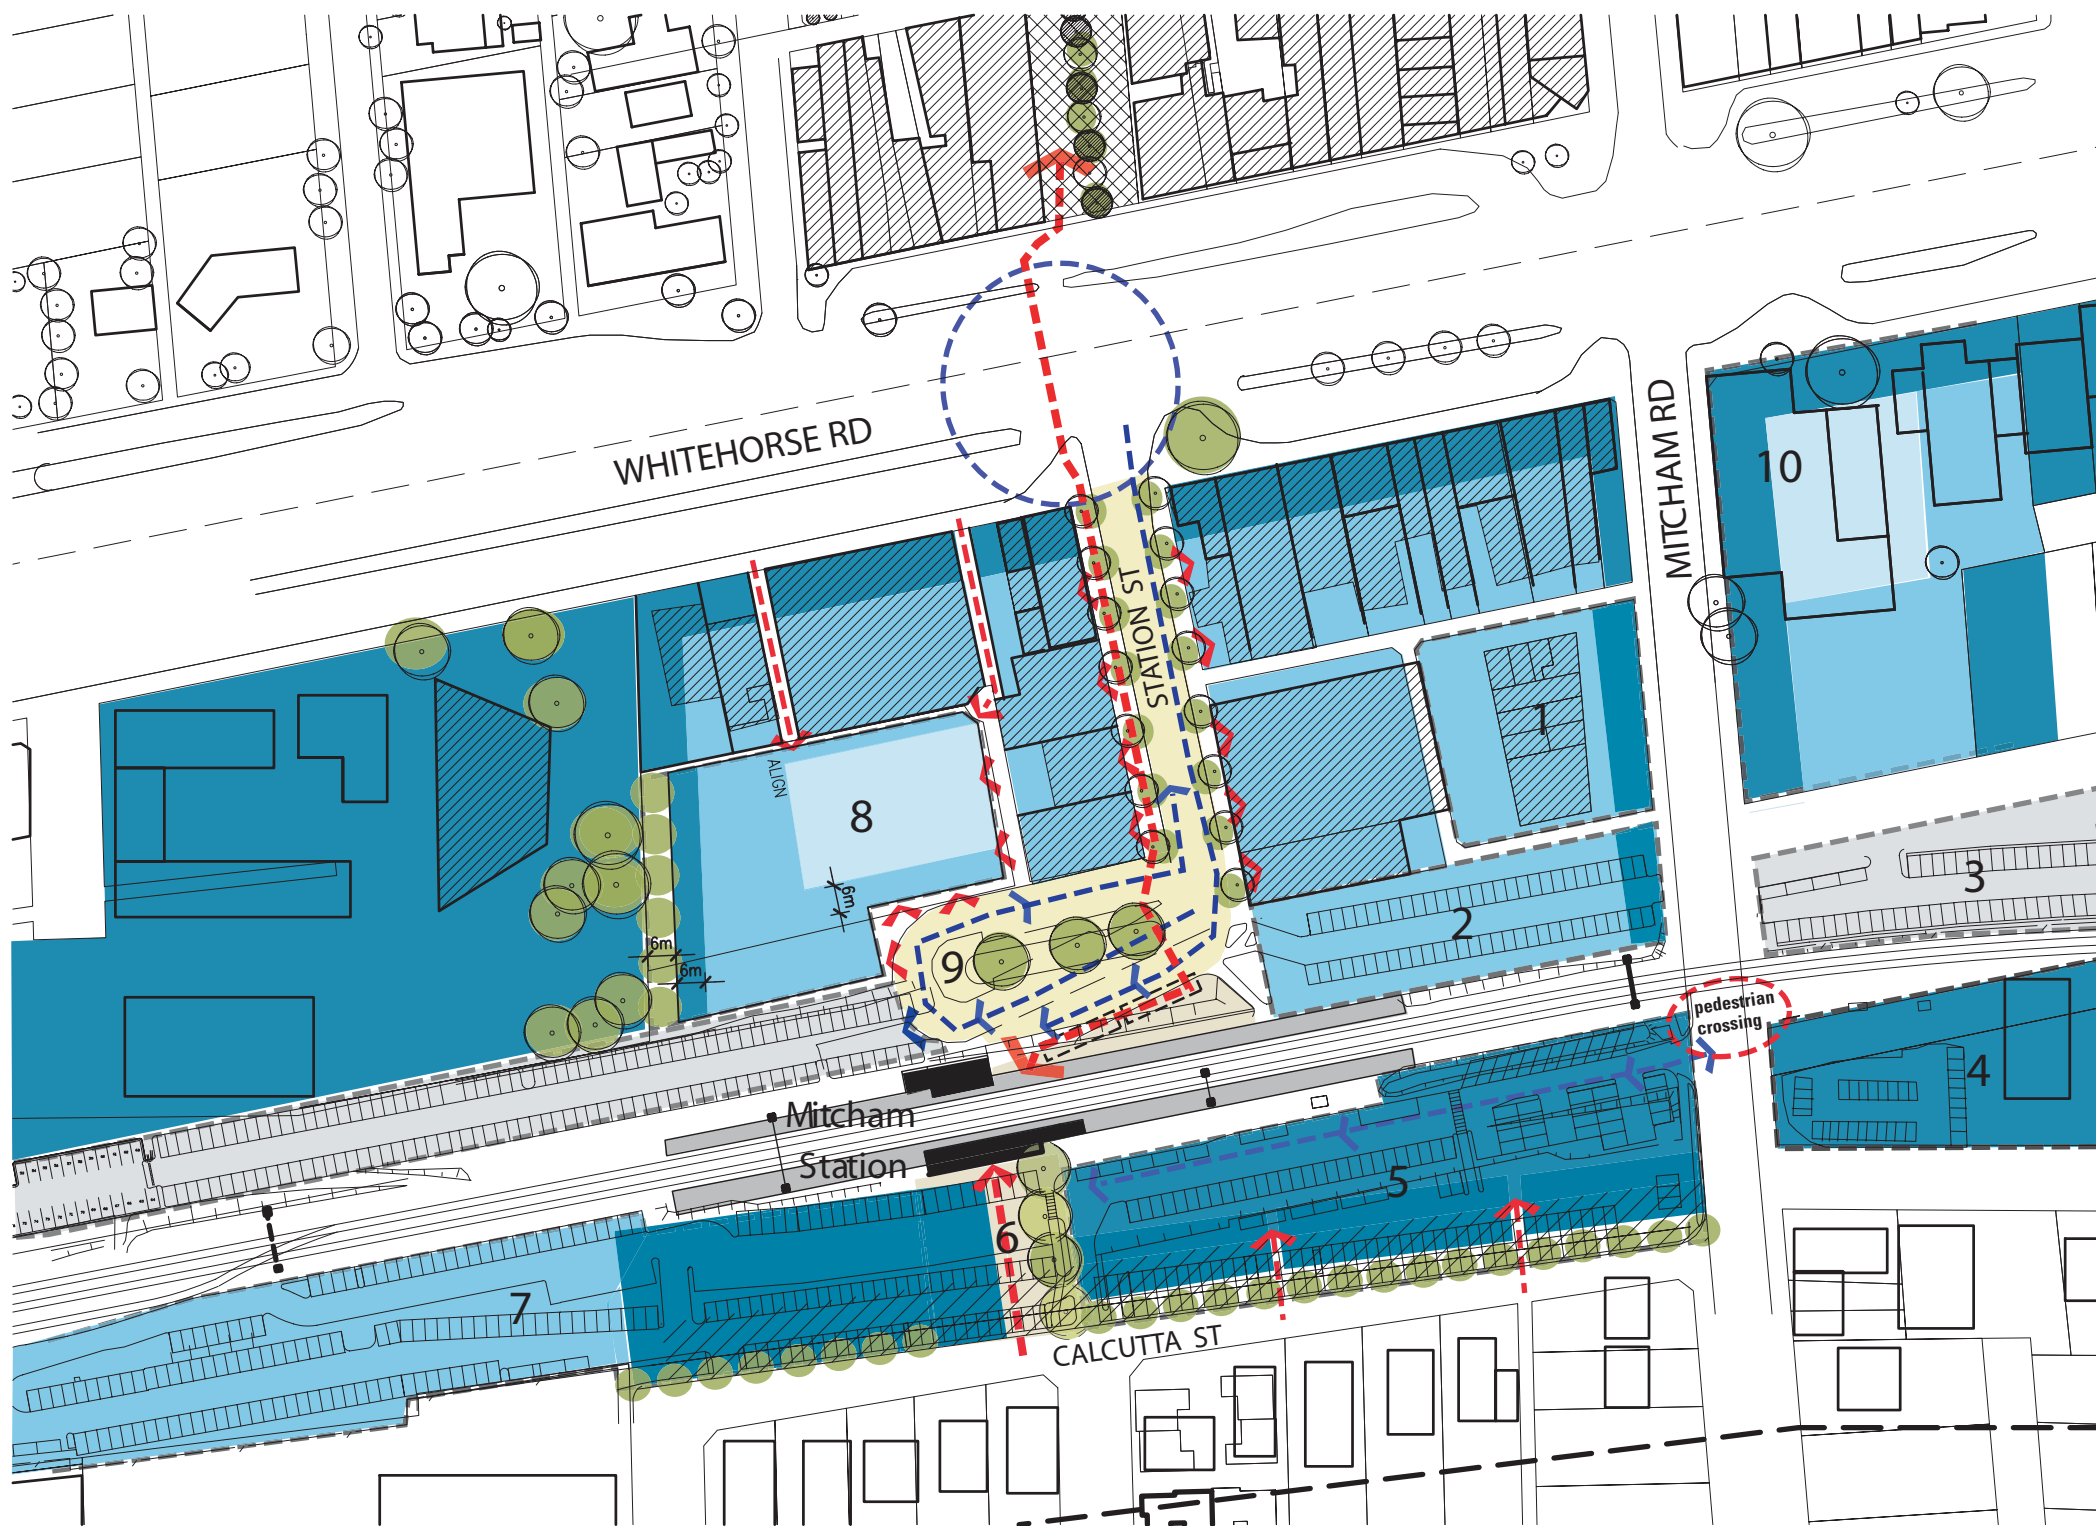 WHITEHORSE RD
MITCHAM RD
10
STATION ST
1
ALIGN
8
6m
3
2
6m
9
6m
pedestrian
crossing
4
Mitcham
Station
5
6
7
CALCUTTA ST